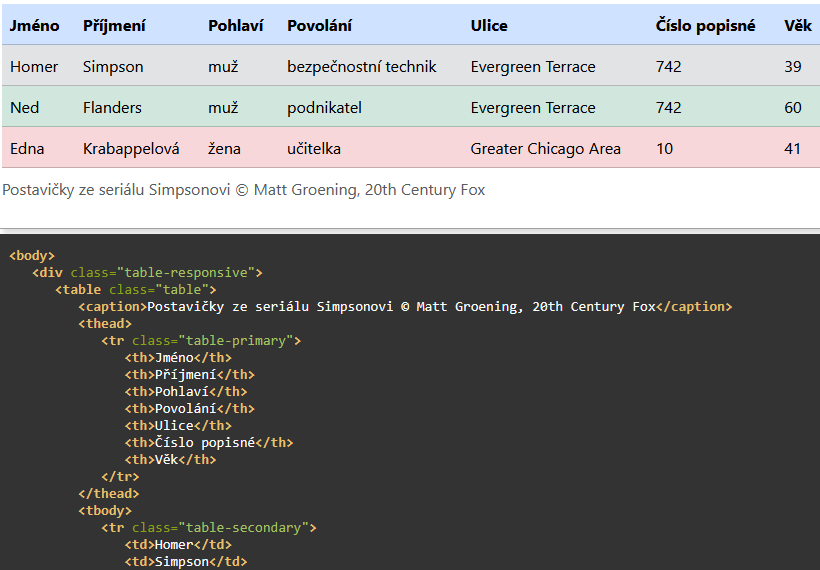 Jméno Příjmení Pohlaví Povolání Ulice Číslo popisné Věk
Homer Simpson muž bezpečnostní technik Evergreen Terrace 742 39
Ned Flanders muž podnikatel Evergreen Terrace 742 60
Edna Krabappelová žena učitelka Greater Chicago Area 10 41
Postavičky ze seriálu Simpsonovi © Matt Groening, 20th Century Fox
<body>
<div class="table-responsive">
<table class="table">
<caption>Postavičky ze seriálu Simpsonovi © Matt Groening, 20th Century Fox</caption>
<thead>
<tr class="table-primary">
<th>Jméno</th>
<th>Příjmení</th>
<th>Pohlaví</th>
<th>Povolání</th>
<th>Ulice</th>
<th>Číslo popisné</th>
<th>Věk</th>
</tr>
</thead>
<tbody>
<tr class="table-secondary">
<td>Homer</td>
<td>Simpson</td>